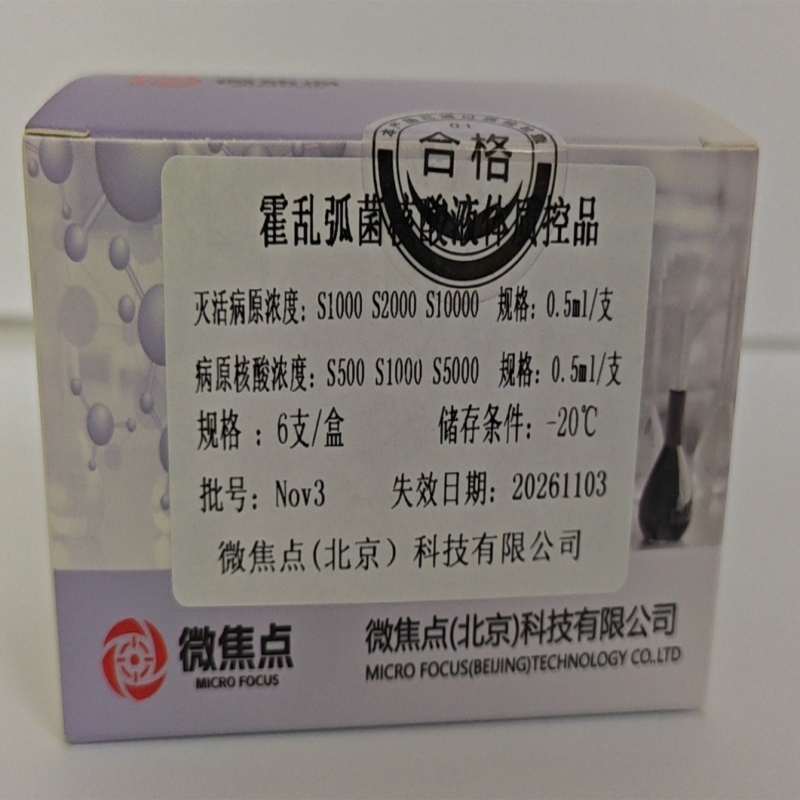 合格
霍乱弧菌核酸液体质控品
灭活病原浓度：S1000 S2000 S10000 规格：0.5ml/支
病原核酸浓度：S500 S1000 S5000 规格：0.5ml/支
规格：6支/盒 储存条件：-20℃
批号：Nov3 失效日期：20261103
微焦点(北京）科技有限公司
微焦点
MICRO FOCUS
微焦点(北京)科技有限公司
MICRO FOCUS(BEIJING)TECHNOLOGY CO.,LTD